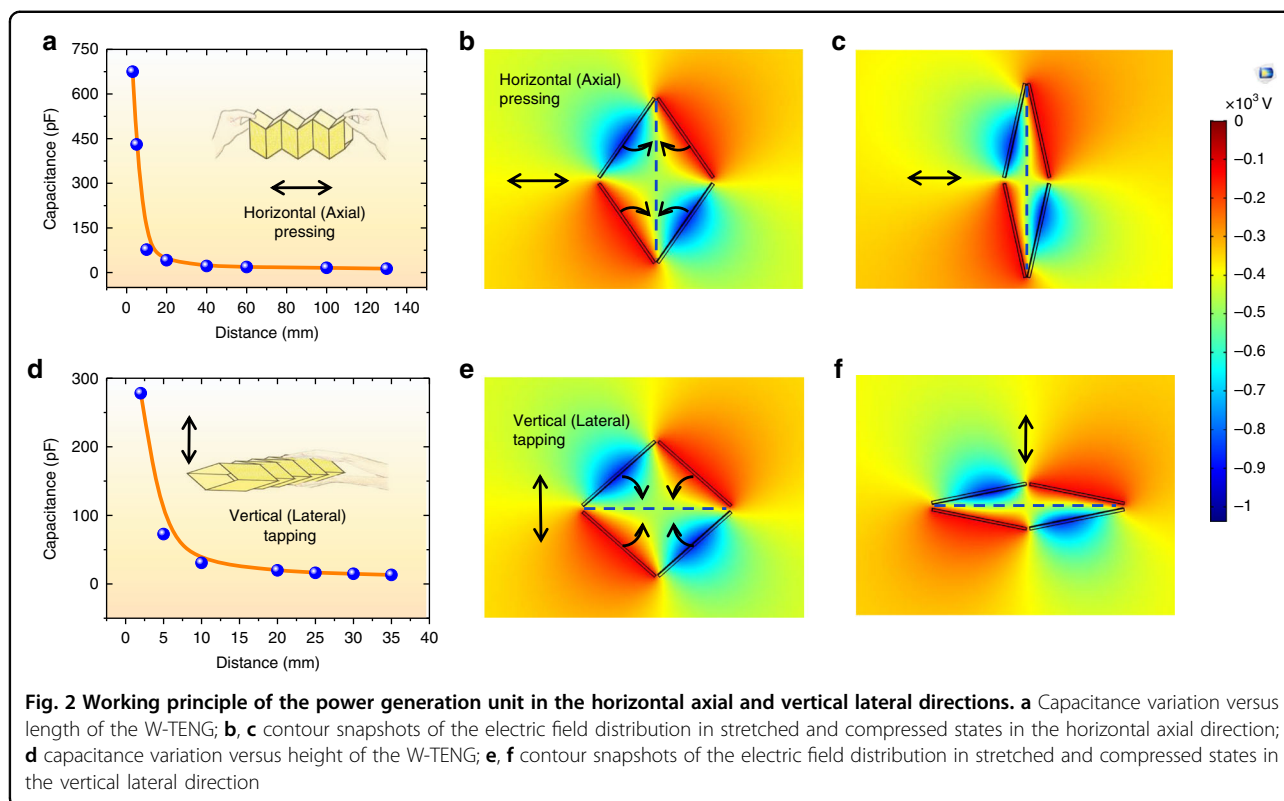 a
750
600
450
300
150
0
Capacitance (pF)
Horizontal (Axial)
pressing
0 20 40 60 80 100 120 140
Distance (mm)
b
Horizontal (Axial)
pressing
c
×10³ V
0
−0.1
−0.2
−0.3
−0.4
−0.5
−0.6
−0.7
−0.8
−0.9
−1
d
300
200
100
0
Capacitance (pF)
Vertical (Lateral)
tapping
0 5 10 15 20 25 30 35 40
Distance (mm)
e
Vertical (Lateral)
tapping
f
Fig. 2 Working principle of the power generation unit in the horizontal axial and vertical lateral directions. a Capacitance variation versus
length of the W-TENG; b, c contour snapshots of the electric field distribution in stretched and compressed states in the horizontal axial direction;
d capacitance variation versus height of the W-TENG; e, f contour snapshots of the electric field distribution in stretched and compressed states in
the vertical lateral direction